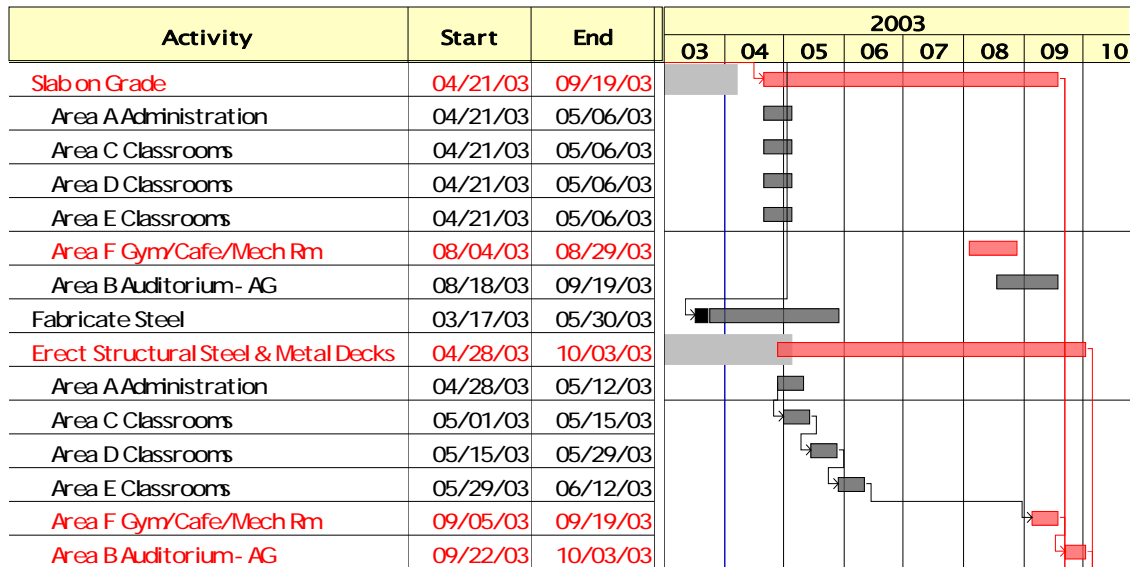 Activity Start End 2003
03 04 05 06 07 08 09 10
Slab on Grade 04/21/03 09/19/03
Area A Administration 04/21/03 05/06/03
Area C Classrooms 04/21/03 05/06/03
Area D Classrooms 04/21/03 05/06/03
Area E Classrooms 04/21/03 05/06/03
Area F Gym/Cafe/Mech Rm 08/04/03 08/29/03
Area B Auditorium - AG 08/18/03 09/19/03
Fabricate Steel 03/17/03 05/30/03
Erect Structural Steel & Metal Decks 04/28/03 10/03/03
Area A Administration 04/28/03 05/12/03
Area C Classrooms 05/01/03 05/15/03
Area D Classrooms 05/15/03 05/29/03
Area E Classrooms 05/29/03 06/12/03
Area F Gym/Cafe/Mech Rm 09/05/03 09/19/03
Area B Auditorium - AG 09/22/03 10/03/03